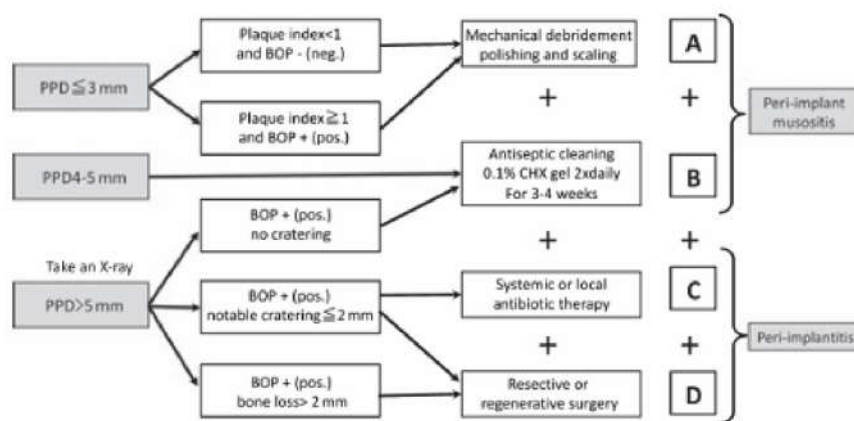 Plaque index<1
and BOP - (neg.)
Mechanical debridement
polishing and scaling
A
PPD≦3 mm
+
+
Peri-implant
musositis
Plaque index≧1
and BOP + (pos.)
PPD4-5 mm
Antiseptic cleaning
0.1% CHX gel 2xdaily
For 3-4 weeks
B
BOP + (pos.)
no cratering
+
+
Take an X-ray
PPD>5 mm
BOP + (pos.)
notable cratering≦2 mm
Systemic or local
antibiotic therapy
C
Peri-implantitis
+
+
BOP + (pos.)
bone loss> 2 mm
Resective or
regenerative surgery
D